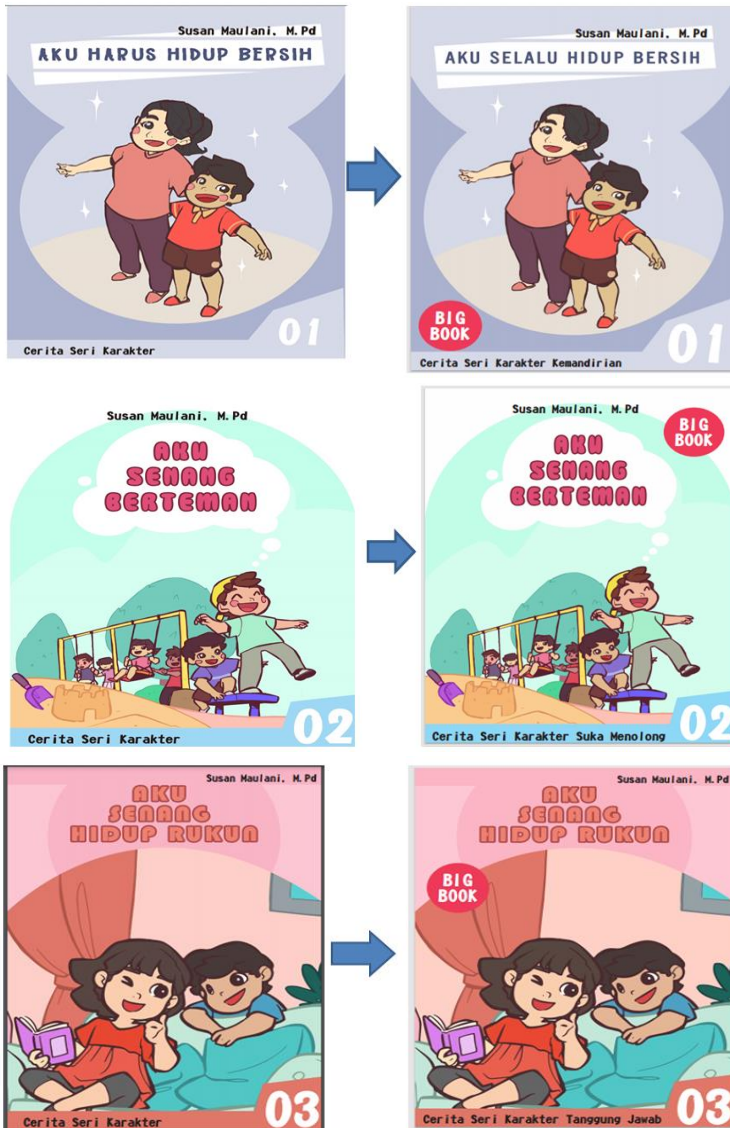 Susan Maulani. M.Pd
AKU HARUS HIDUP BERSIH
01
Cerita Seri Karakter
Susan Maulani. M.Pd
AKU SELALU HIDUP BERSIH
BIG
BOOK
01
Cerita Seri Karakter Kemandirian
Susan Maulani. M.Pd
AKU
SENANG
BERTEMAN
02
Cerita Seri Karakter
Susan Maulani. M.Pd
BIG
BOOK
AKU
SENANG
BERTEMAN
02
Cerita Seri Karakter Suka Menolong
Susan Maulani. M.Pd
AKU
SENANG
HIDUP RUKUN
03
Cerita Seri Karakter
Susan Maulani. M.Pd
AKU
SENANG
HIDUP RUKUN
BIG
BOOK
03
Cerita Seri Karakter Tanggung Jawab